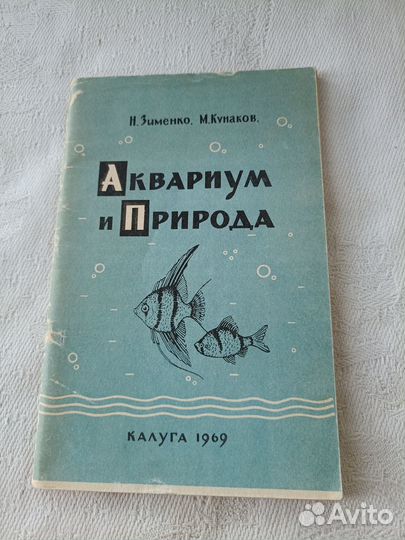 Н. Зименко, М. Кунаков.
Аквариум
и Природа
КАЛУГА 1969
Avito